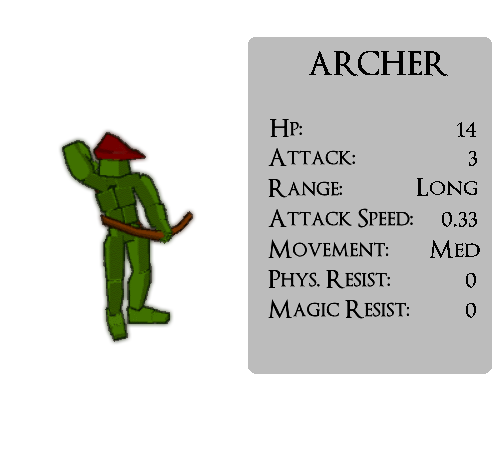 ARCHER
HP: 14
ATTACK: 3
RANGE: LONG
ATTACK SPEED: 0.33
MOVEMENT: MED
PHYS. RESIST: 0
MAGIC RESIST: 0